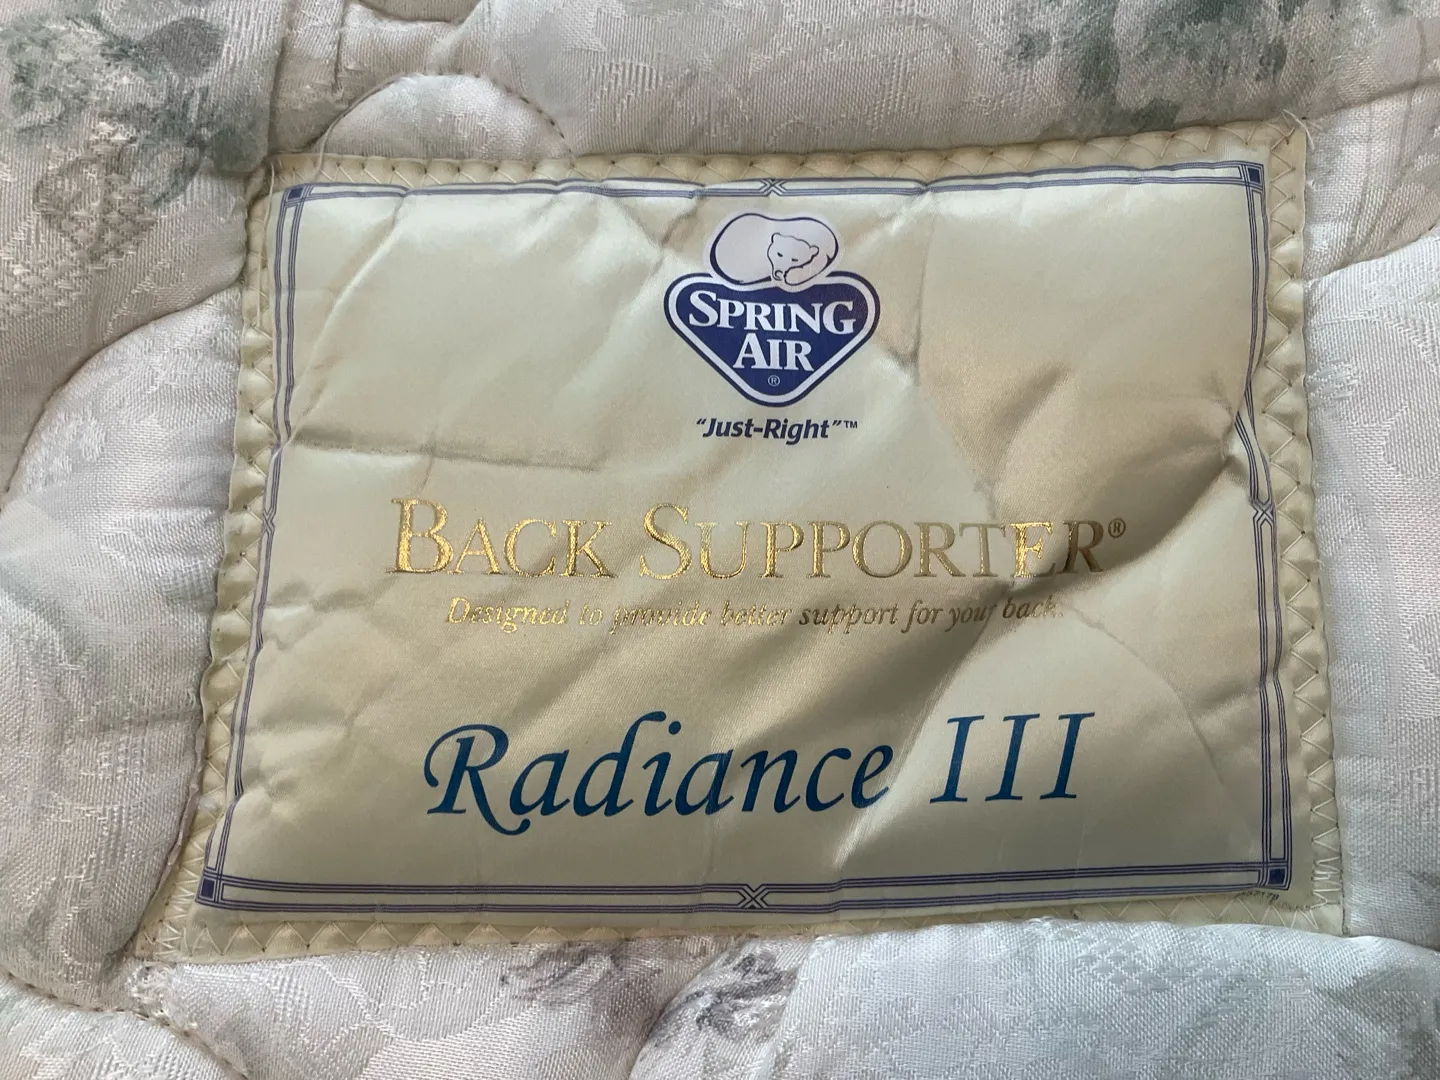 SPRING
AIR
®
“Just-Right”™
BACK SUPPORTER®
Designed to provide better support for your back.
Radiance III